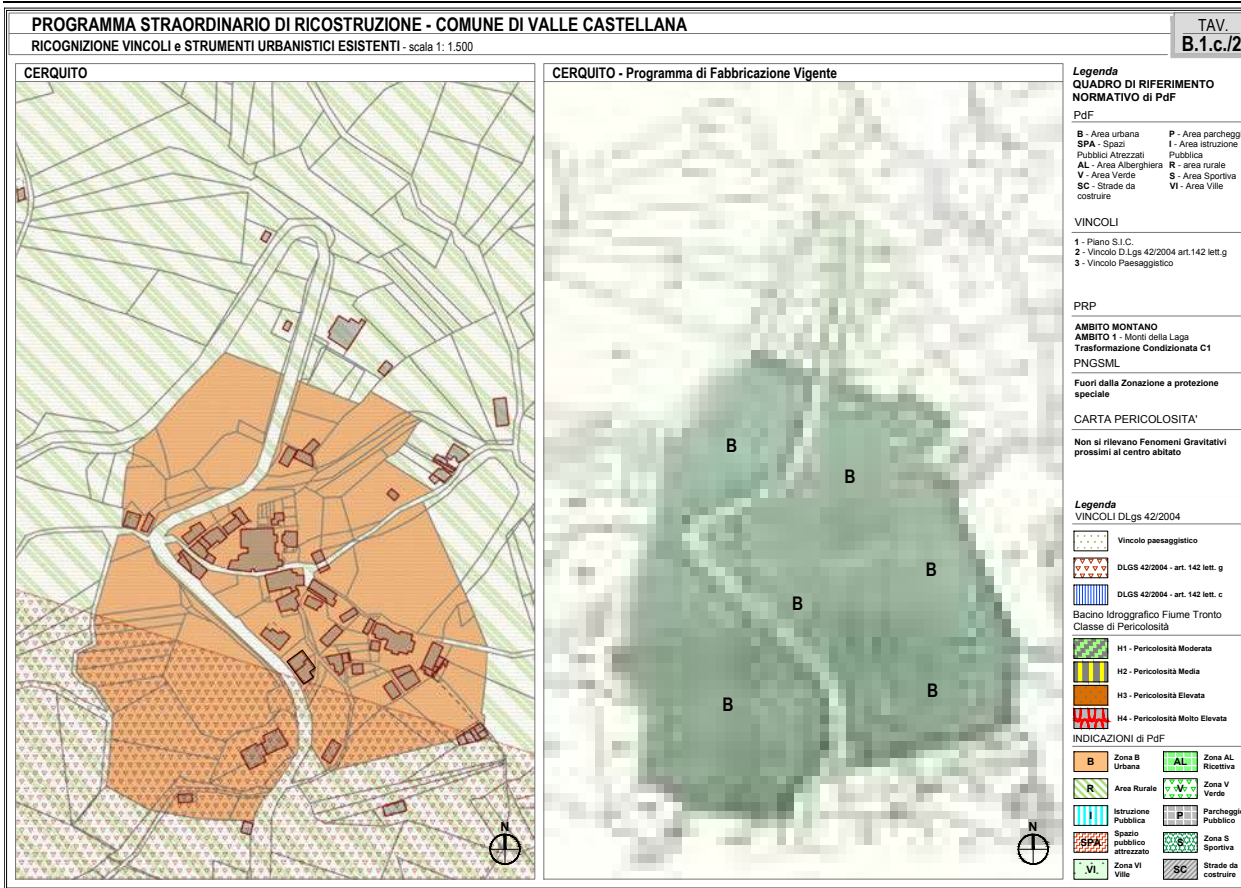 PROGRAMMA STRAORDINARIO DI RICOSTRUZIONE - COMUNE DI VALLE CASTELLANA
RICOGNIZIONE VINCOLI e STRUMENTI URBANISTICI ESISTENTI - scala 1: 1.500
TAV.
B.1.c./2
CERQUITO
N
CERQUITO - Programma di Fabbricazione Vigente
B
B
B
B
B
B
N
Legenda
QUADRO DI RIFERIMENTO
NORMATIVO di PdF
PdF
B - Area urbana
SPA - Spazi
Pubblici Atrezzati
AL - Area Alberghiera
V - Area Verde
SC - Strade da
costruire
P - Area parcheggi
I - Area istruzione
Pubblica
R - area rurale
S - Area Sportiva
VI - Area Ville
VINCOLI
1 - Piano S.I.C.
2 - Vincolo D.Lgs 42/2004 art.142 lett.g
3 - Vincolo Paesaggistico
PRP
AMBITO MONTANO
AMBITO 1 - Monti della Laga
Trasformazione Condizionata C1
PNGSML
Fuori dalla Zonazione a protezione
speciale
CARTA PERICOLOSITA'
Non si rilevano Fenomeni Gravitativi
prossimi al centro abitato
Legenda
VINCOLI DLgs 42/2004
Vincolo paesaggistico
DLGS 42/2004 - art. 142 lett. g
DLGS 42/2004 - art. 142 lett. c
Bacino Idroggrafico Fiume Tronto
Classe di Pericolosità
H1 - Pericolosità Moderata
H2 - Pericolosità Media
H3 - Pericolosità Elevata
H4 - Pericolosità Molto Elevata
INDICAZIONI di PdF
B Zona B
Urbana
AL Zona AL
Ricettiva
R Area Rurale
V Zona V
Verde
I Istruzione
Pubblica
P Parcheggio
Pubblico
SPA Spazio
pubblico
attrezzato
S Zona S
Sportiva
VI Zona VI
Ville
SC Strade da
costruire